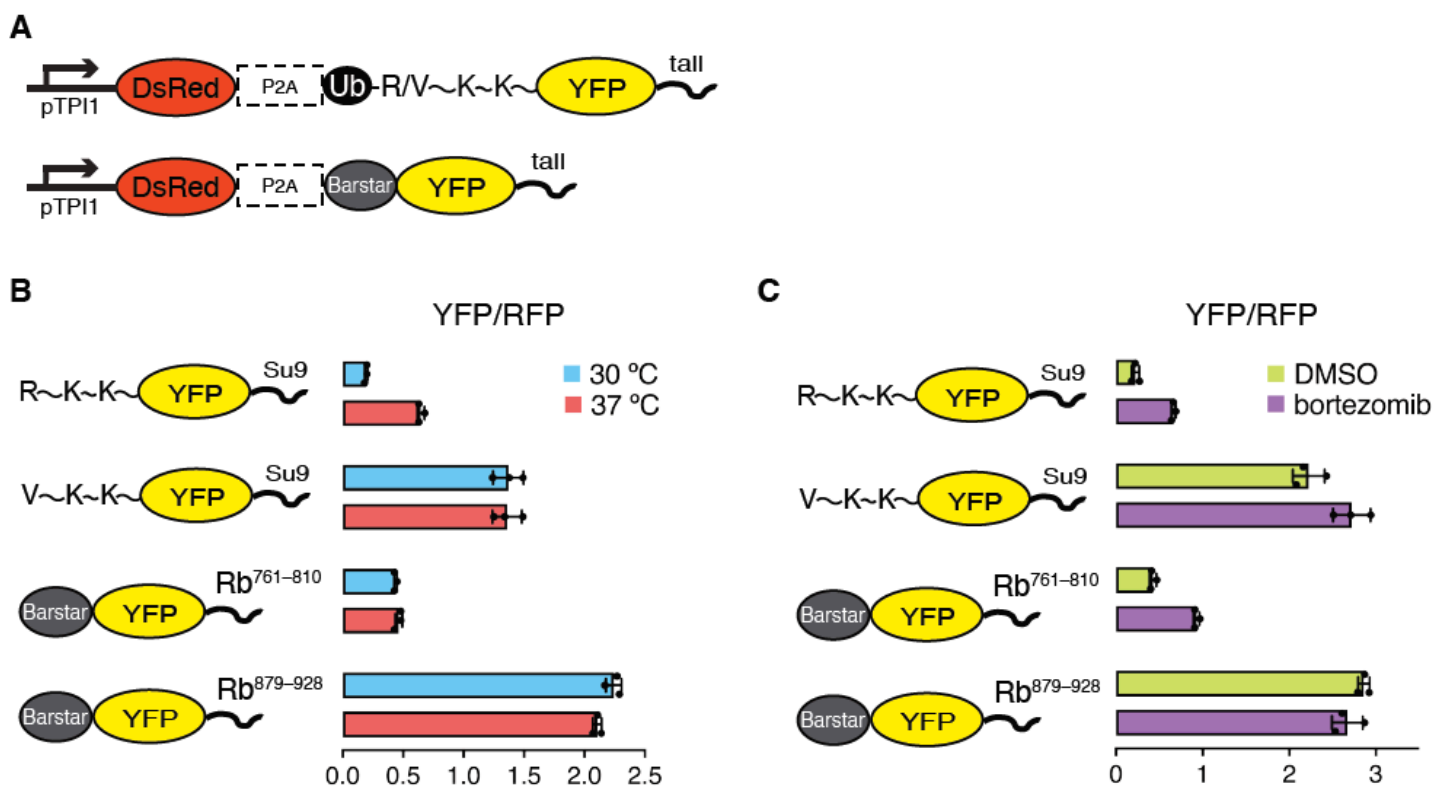 A
pTPI1 DsRed P2A Ub -R/V~K~K~ YFP tall
pTPI1 DsRed P2A Barstar YFP tall
B
YFP/RFP
R~K~K~ YFP Su9
30 ºC
37 ºC
V~K~K~ YFP Su9
Barstar YFP Rb761–810
Barstar YFP Rb879–928
0.0 0.5 1.0 1.5 2.0 2.5
C
YFP/RFP
R~K~K~ YFP Su9
DMSO
bortezomib
V~K~K~ YFP Su9
Barstar YFP Rb761–810
Barstar YFP Rb879–928
0 1 2 3